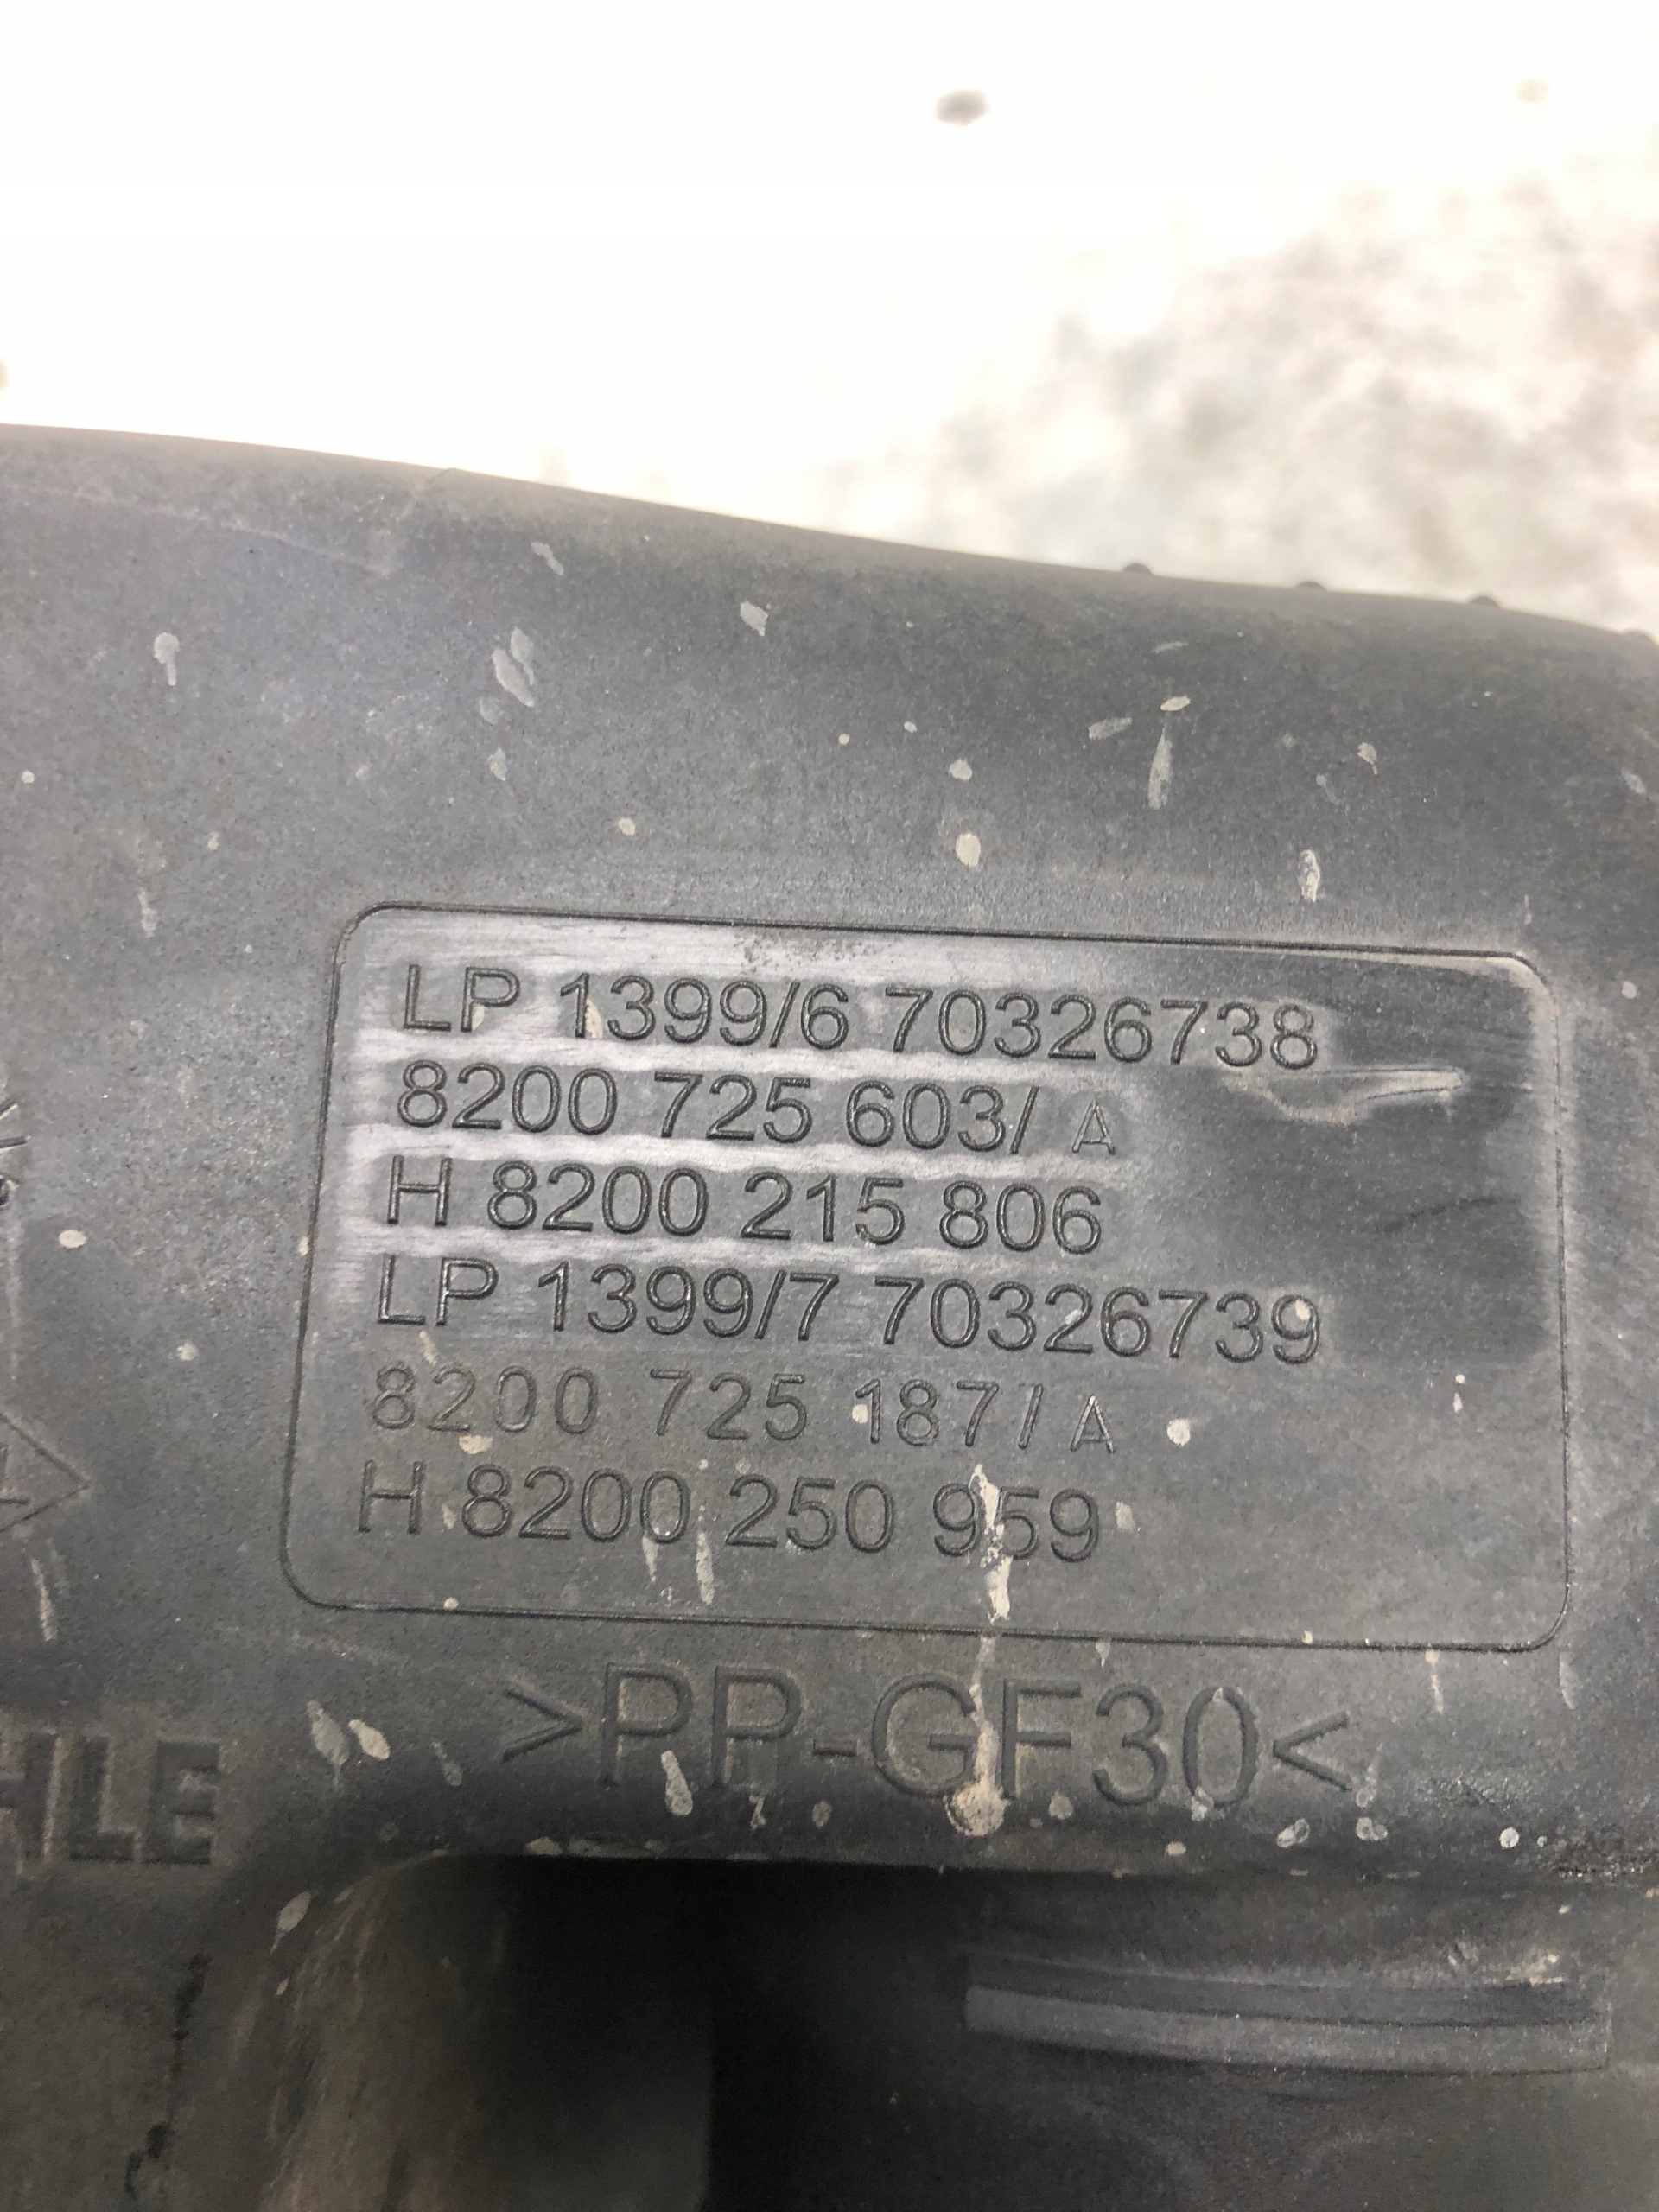 LP 1399/6 70326738
8200 725 603/ A
H 8200 215 806
LP 1399/7 70326739
8200 725 187/ A
H 8200 250 959
>PP-GF30<
HLE